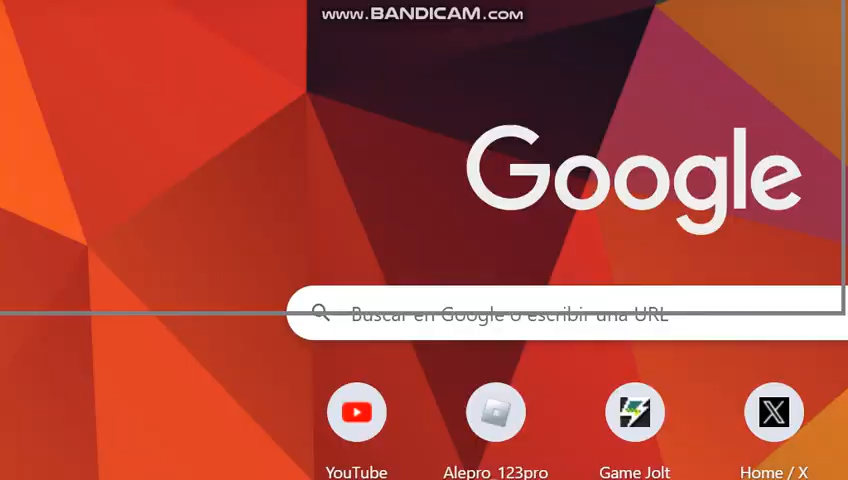 www.BANDICAM.com
Google
Buscar en Google o escribir una URL
YouTube
Alepro_123pro
Game Jolt
Home / X